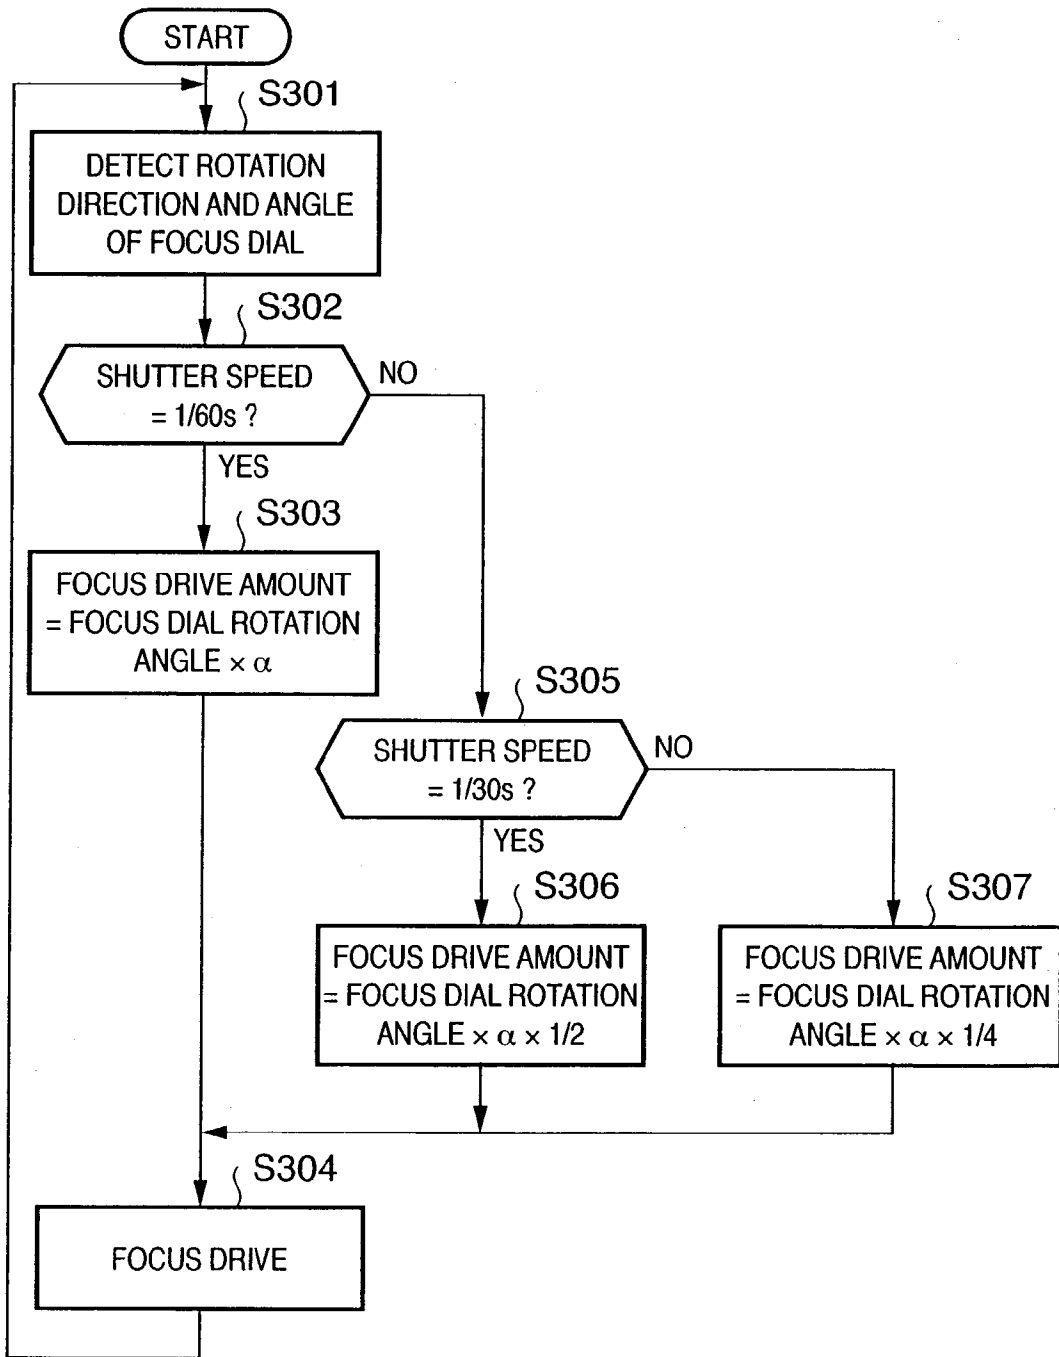 START
S301
DETECT ROTATION
DIRECTION AND ANGLE
OF FOCUS DIAL
S302
SHUTTER SPEED
= 1/60s ?
NO
YES
S303
FOCUS DRIVE AMOUNT
= FOCUS DIAL ROTATION
ANGLE × α
S305
SHUTTER SPEED
= 1/30s ?
NO
YES
S306
FOCUS DRIVE AMOUNT
= FOCUS DIAL ROTATION
ANGLE × α × 1/2
S307
FOCUS DRIVE AMOUNT
= FOCUS DIAL ROTATION
ANGLE × α × 1/4
S304
FOCUS DRIVE